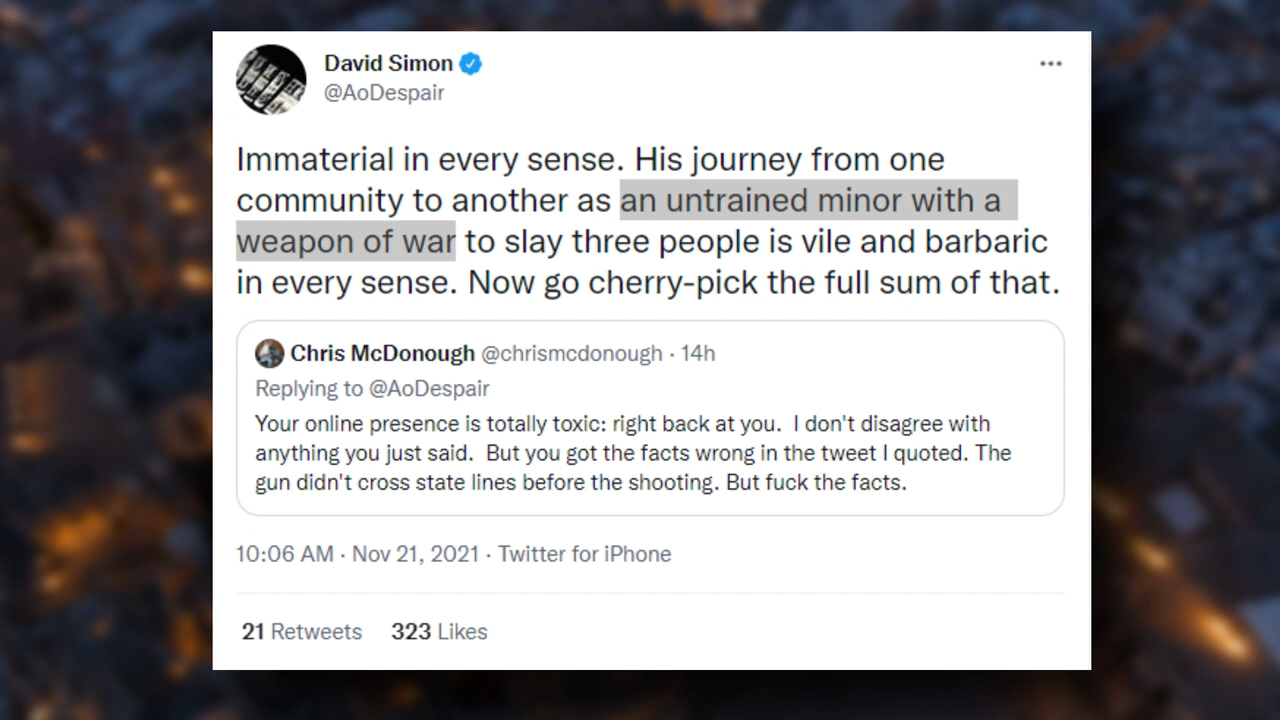 David Simon
@AoDespair
Immaterial in every sense. His journey from one
community to another as an untrained minor with a
weapon of war to slay three people is vile and barbaric
in every sense. Now go cherry-pick the full sum of that.
Chris McDonough @chrismcdonough · 14h
Replying to @AoDespair
Your online presence is totally toxic: right back at you.  I don't disagree with
anything you just said.  But you got the facts wrong in the tweet I quoted. The
gun didn't cross state lines before the shooting. But fuck the facts.
10:06 AM · Nov 21, 2021 · Twitter for iPhone
21 Retweets 323 Likes